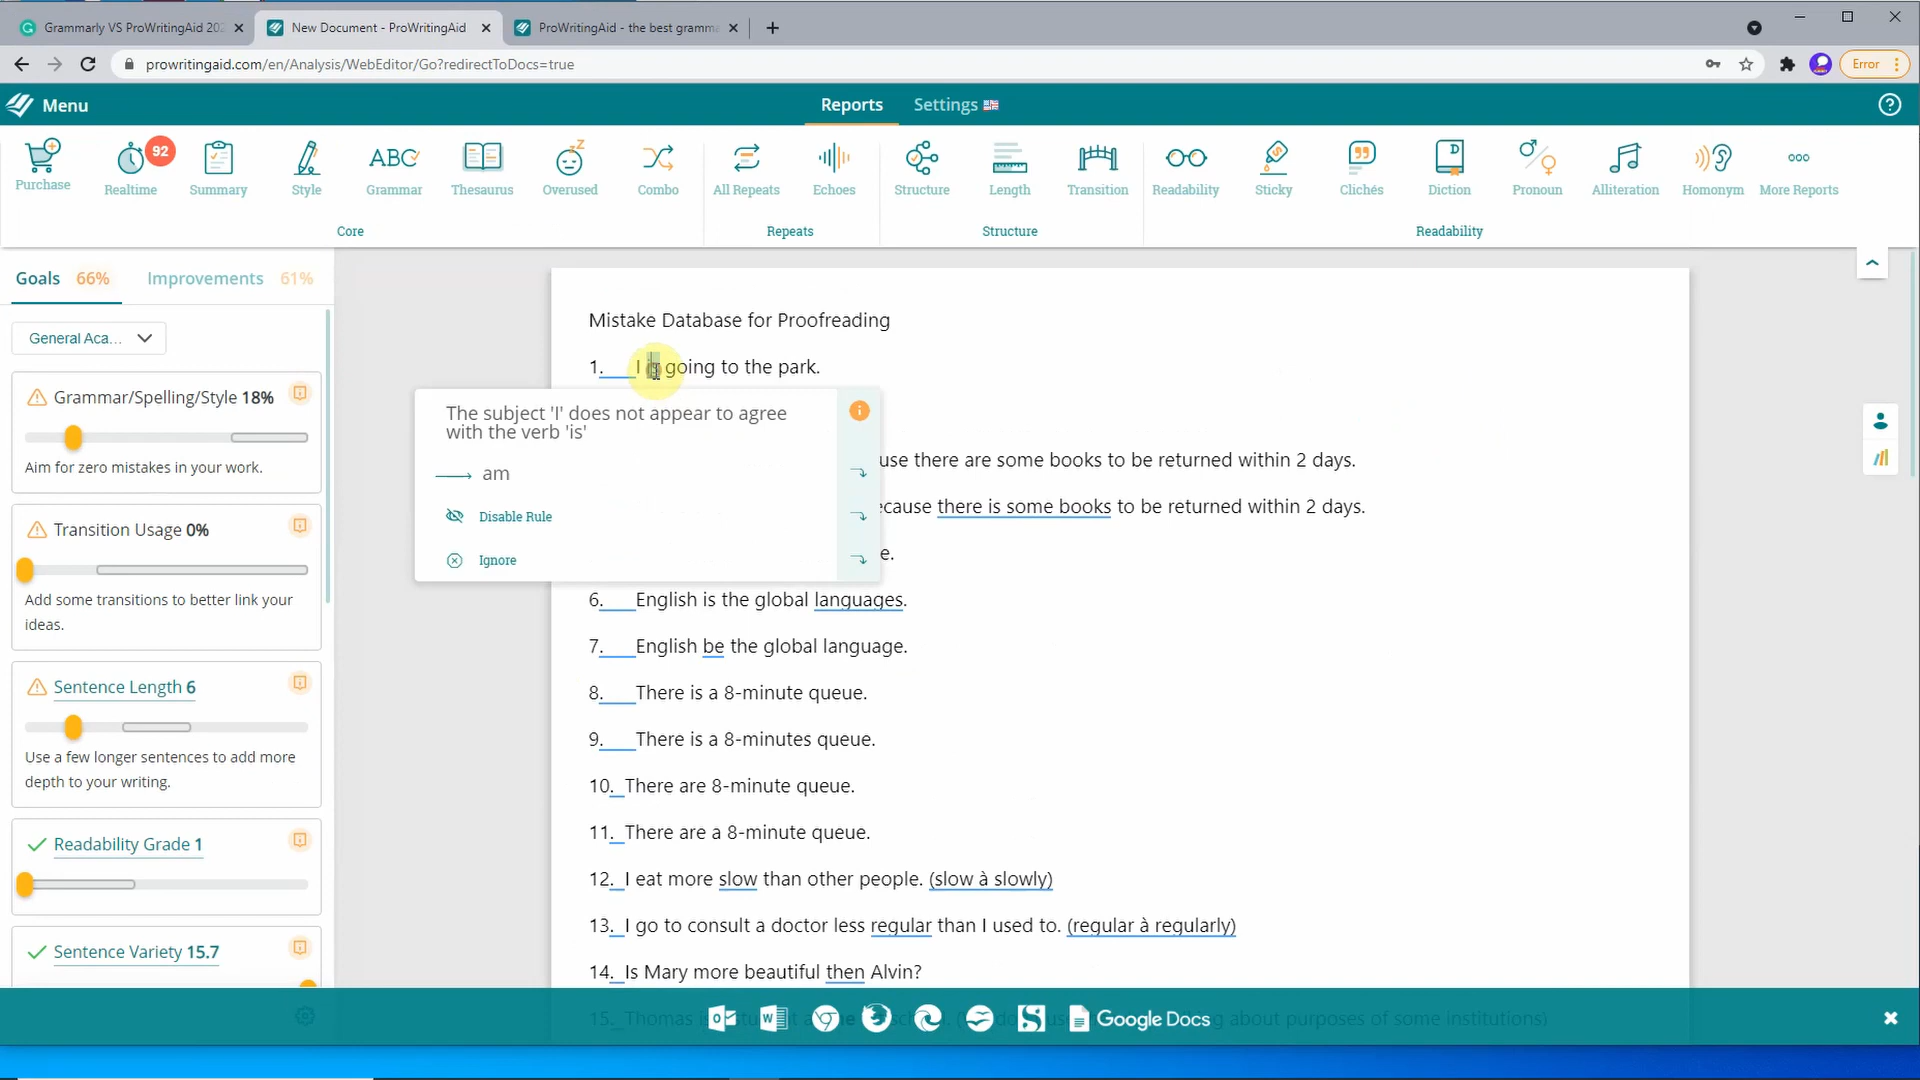 Grammarly VS ProWritingAid 202
New Document - ProWritingAid
ProWritingAid - the best gramma
prowritingaid.com/en/Analysis/WebEditor/Go?redirectToDocs=true
Error
Menu
Reports
Settings
Purchase
92
Realtime
Summary
Style
ABC
Grammar
Thesaurus
Overused
Combo
All Repeats
Echoes
Structure
Length
Transition
Readability
Sticky
Clichés
Diction
Pronoun
Alliteration
Homonym
More Reports
Core
Repeats
Structure
Readability
Goals 66%
Improvements 61%
General Aca...
Grammar/Spelling/Style 18%
Aim for zero mistakes in your work.
Transition Usage 0%
Add some transitions to better link your
ideas.
Sentence Length 6
Use a few longer sentences to add more
depth to your writing.
Readability Grade 1
Sentence Variety 15.7
Mistake Database for Proofreading
1. I is going to the park.
The subject 'I' does not appear to agree
with the verb 'is'
am
Disable Rule
Ignore
use there are some books to be returned within 2 days.
ecause there is some books to be returned within 2 days.
e.
6. English is the global languages.
7. English be the global language.
8. There is a 8-minute queue.
9. There is a 8-minutes queue.
10. There are 8-minute queue.
11. There are a 8-minute queue.
12. I eat more slow than other people. (slow à slowly)
13. I go to consult a doctor less regular than I used to. (regular à regularly)
14. Is Mary more beautiful then Alvin?
15. Thomas is about purposes of some institutions)
Google Docs